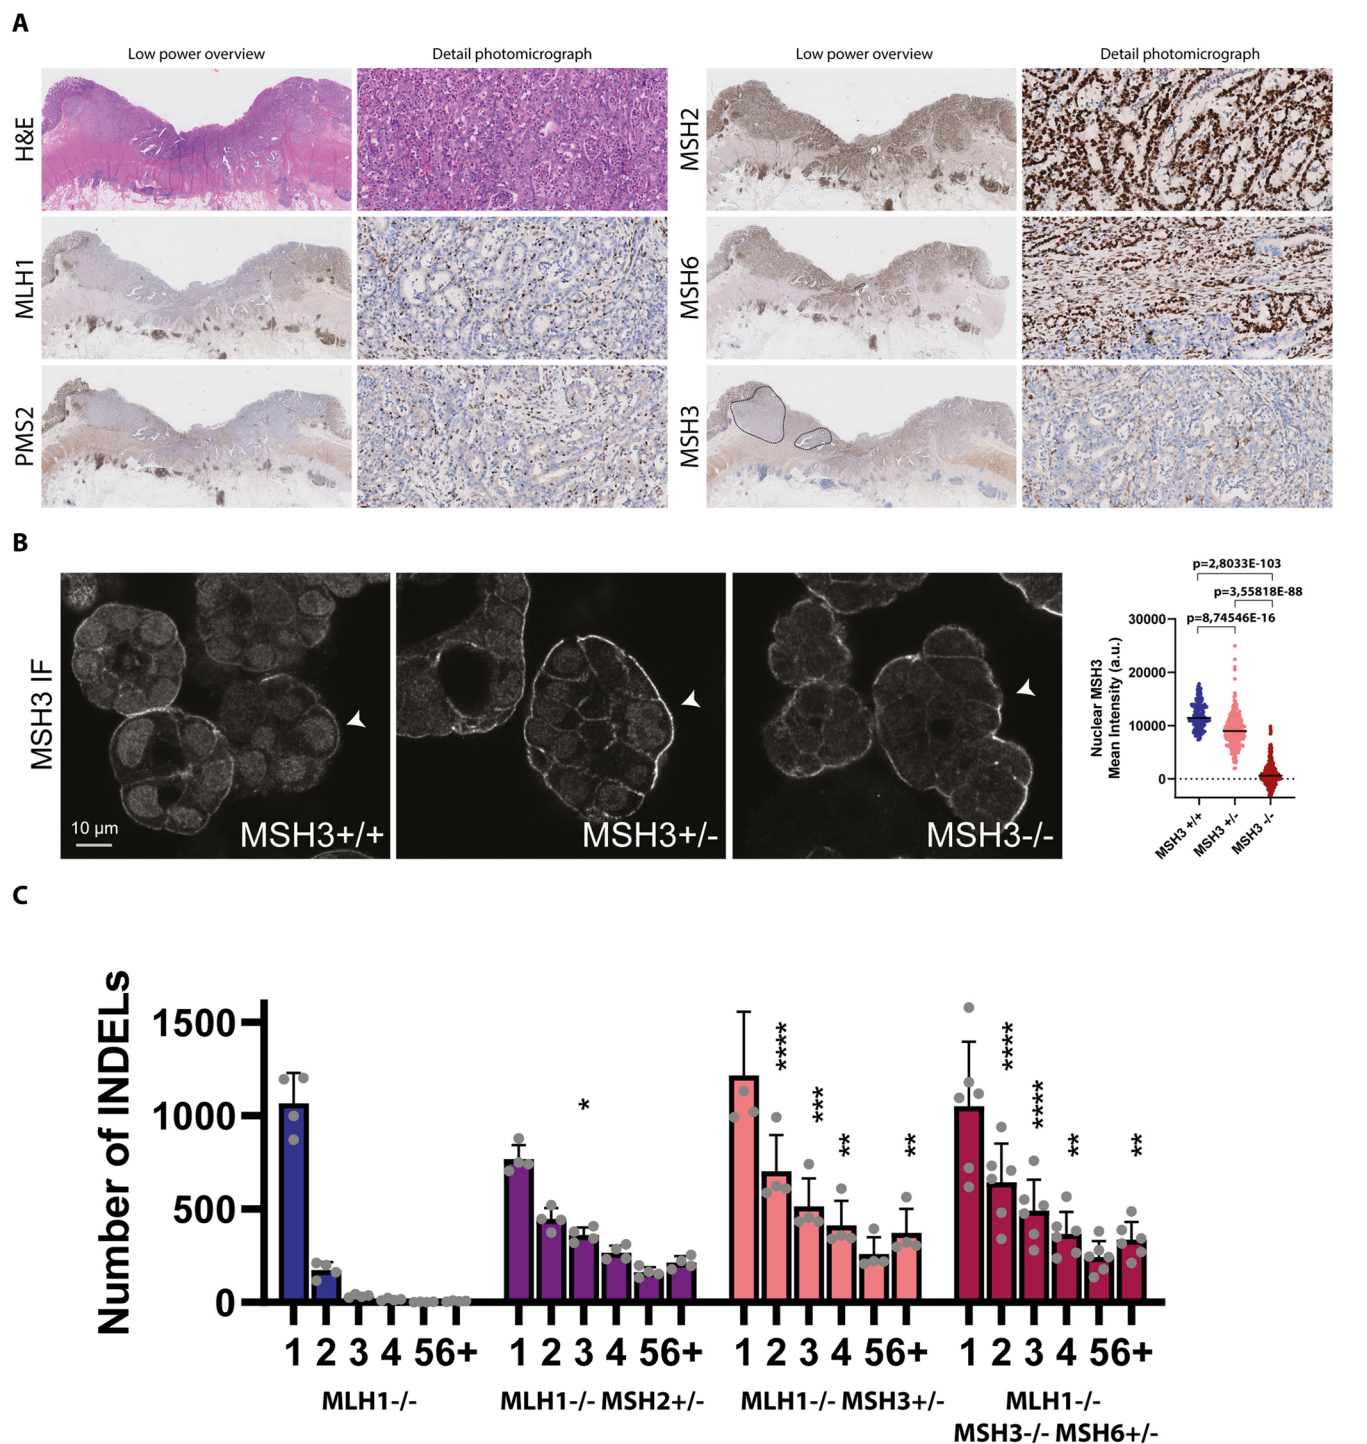 A
Low power overview
Detail photomicrograph
Low power overview
Detail photomicrograph
H&E
MSH2
MLH1
MSH6
PMS2
MSH3
B
MSH3 IF
10 µm
MSH3+/+
MSH3+/-
MSH3-/-
p=2,8033E-103
p=3,55818E-88
p=8,74546E-16
Nuclear MSH3
Mean Intensity (a.u.)
30000
20000
10000
0
MSH3 +/+
MSH3 +/-
MSH3 -/-
C
Number of INDELs
1500
1000
500
0
*
****
***
**
**
****
****
**
**
1 2 3 4 56+
1 2 3 4 56+
1 2 3 4 56+
1 2 3 4 56+
MLH1-/-
MLH1-/- MSH2+/-
MLH1-/- MSH3+/-
MLH1-/-
MSH3-/- MSH6+/-